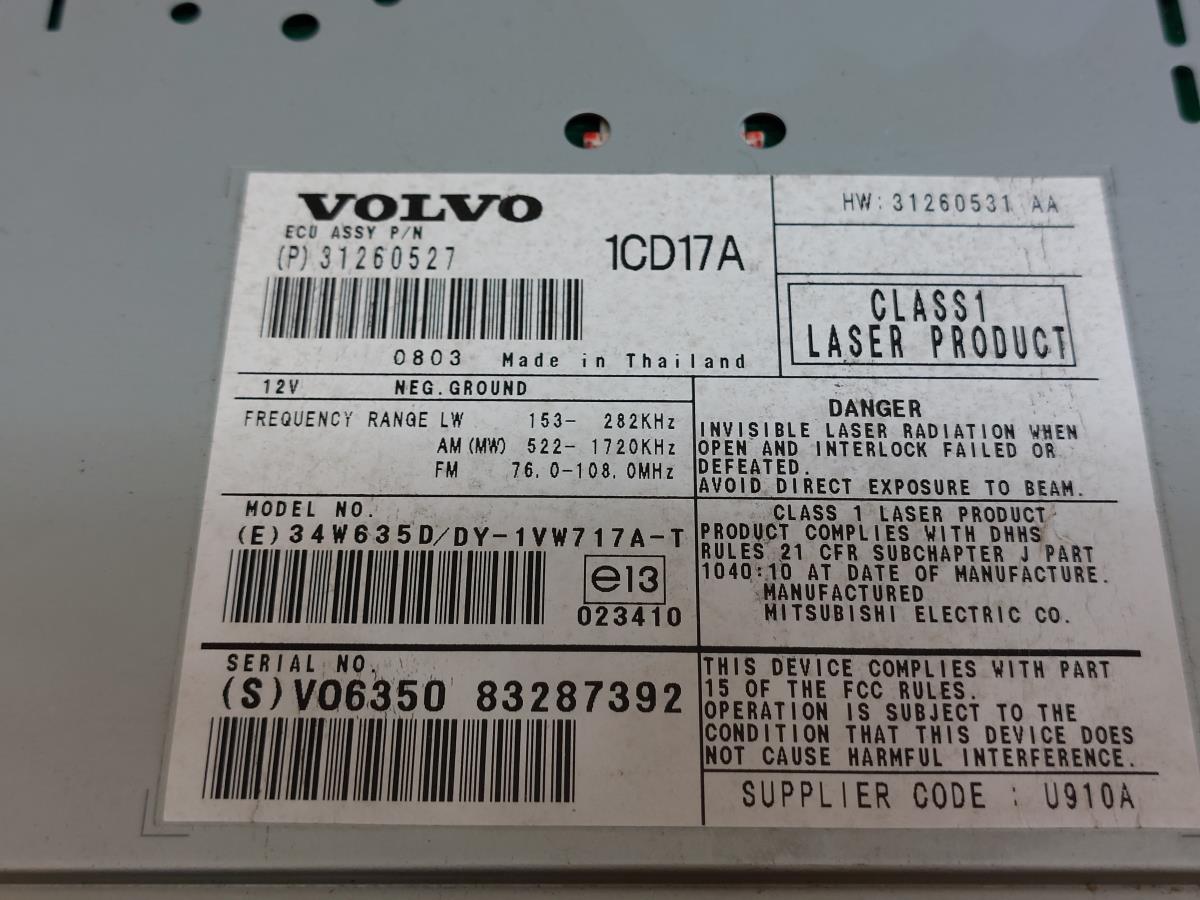 VOLVO
ECU ASSY P/N
(P) 31260527
1CD17A
0803 Made in Thailand
HW: 31260531 AA
CLASS1
LASER PRODUCT
12V NEG. GROUND
FREQUENCY RANGE LW 153- 282KHz
AM (MW) 522- 1720KHz
FM 76.0-108.0MHz
DANGER
INVISIBLE LASER RADIATION WHEN
OPEN AND INTERLOCK FAILED OR
DEFEATED.
AVOID DIRECT EXPOSURE TO BEAM.
MODEL NO.
(E) 34W635D/DY-1VW717A-T
e13
023410
CLASS 1 LASER PRODUCT
PRODUCT COMPLIES WITH DHHS
RULES 21 CFR SUBCHAPTER J PART
1040:10 AT DATE OF MANUFACTURE.
MANUFACTURED
MITSUBISHI ELECTRIC CO.
SERIAL NO.
(S) VO6350 83287392
THIS DEVICE COMPLIES WITH PART
15 OF THE FCC RULES.
OPERATION IS SUBJECT TO THE
CONDITION THAT THIS DEVICE DOES
NOT CAUSE HARMFUL INTERFERENCE.
SUPPLIER CODE : U910A